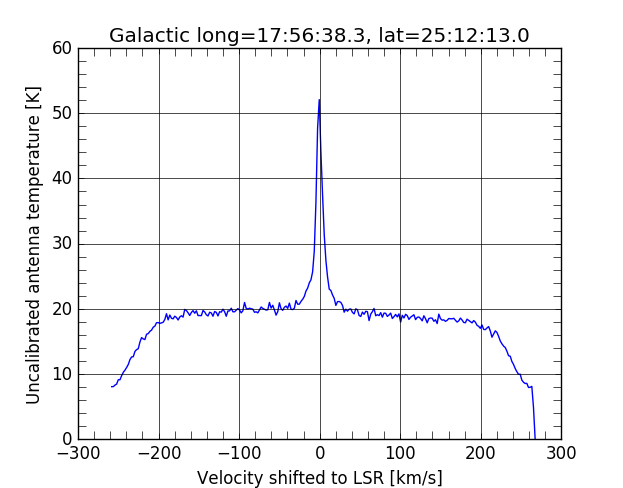 Galactic long=17:56:38.3, lat=25:12:13.0
Uncalibrated antenna temperature [K]
60
50
40
30
20
10
0
−300 −200 −100 0 100 200 300
Velocity shifted to LSR [km/s]